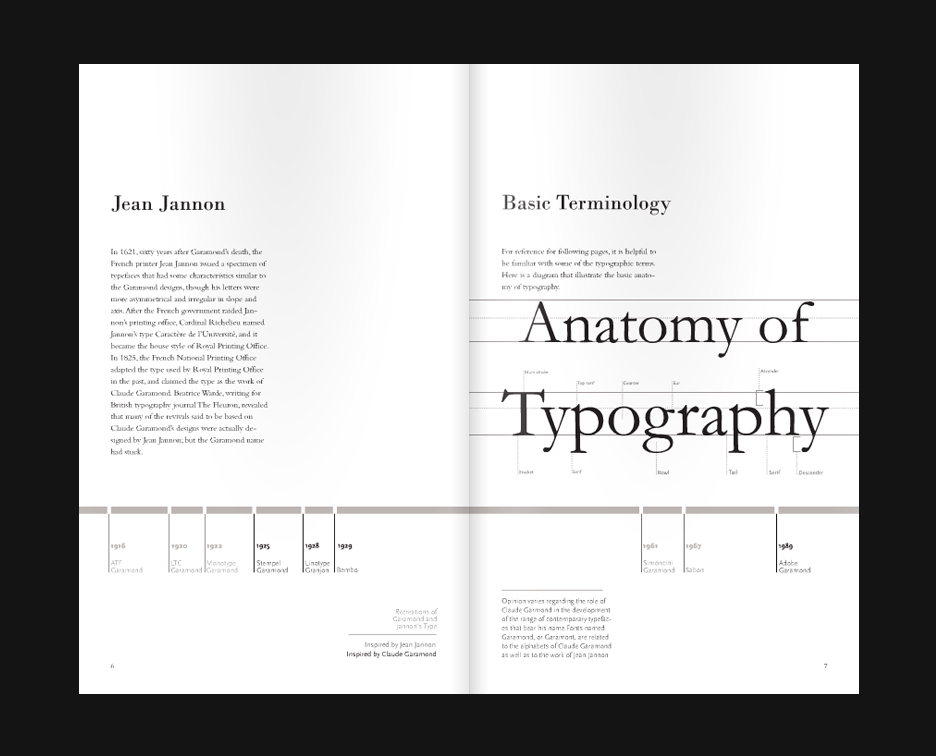 Jean Jannon
In 1621, sixty years after Garamond's death, the
French printer Jean Jannon issued a specimen of
typefaces that had some characteristics similar to
the Garamond designs, though his letters were
more asymmetrical and irregular in slope and
axis. After the French government raided Jan-
non's printing office, Cardinal Richelieu named
Jannon's type Caractère de l'Université, and it
became the house style of Royal Printing Office.
In 1825, the French National Printing Office
adapted the type used by Royal Printing Office
in the past, and claimed the type as the work of
Claude Garamond. Beatrice Warde, writing for
British typography journal The Fleuron, revealed
that many of the revivals said to be based on
Claude Garamond's designs were actually de-
signed by Jean Jannon; but the Garamond name
had stuck.
1916
ATF
Garamond
1920
LTC
Garamond
1922
Monotype
Garamond
1925
Stempel
Garamond
1928
Linotype
Granjon
1929
Bembo
Recreations of
Garamond and
Jannon's Type
Inspired by Jean Jannon
Inspired by Claude Garamond
6
Basic Terminology
For reference for following pages, it is helpful to
be familiar with some of the typographic terms.
Here is a diagram that illustrate the basic anato-
my of typography.
Anatomy of
Top serif
Counter
Ear
Ascender
Typography
Bracket
Serif
Bowl
Tail
Serif
Descender
1961
Simoncini
Garamond
1967
Sabon
1989
Adobe
Garamond
Opinion varies regarding the role of
Claude Garmond in the development
of the range of contemporary typefac-
es that bear his name Fonts named
Garamond, or Garamont, are related
to the alphabets of Claude Garamond
as well as to the work of Jean Jannon
7